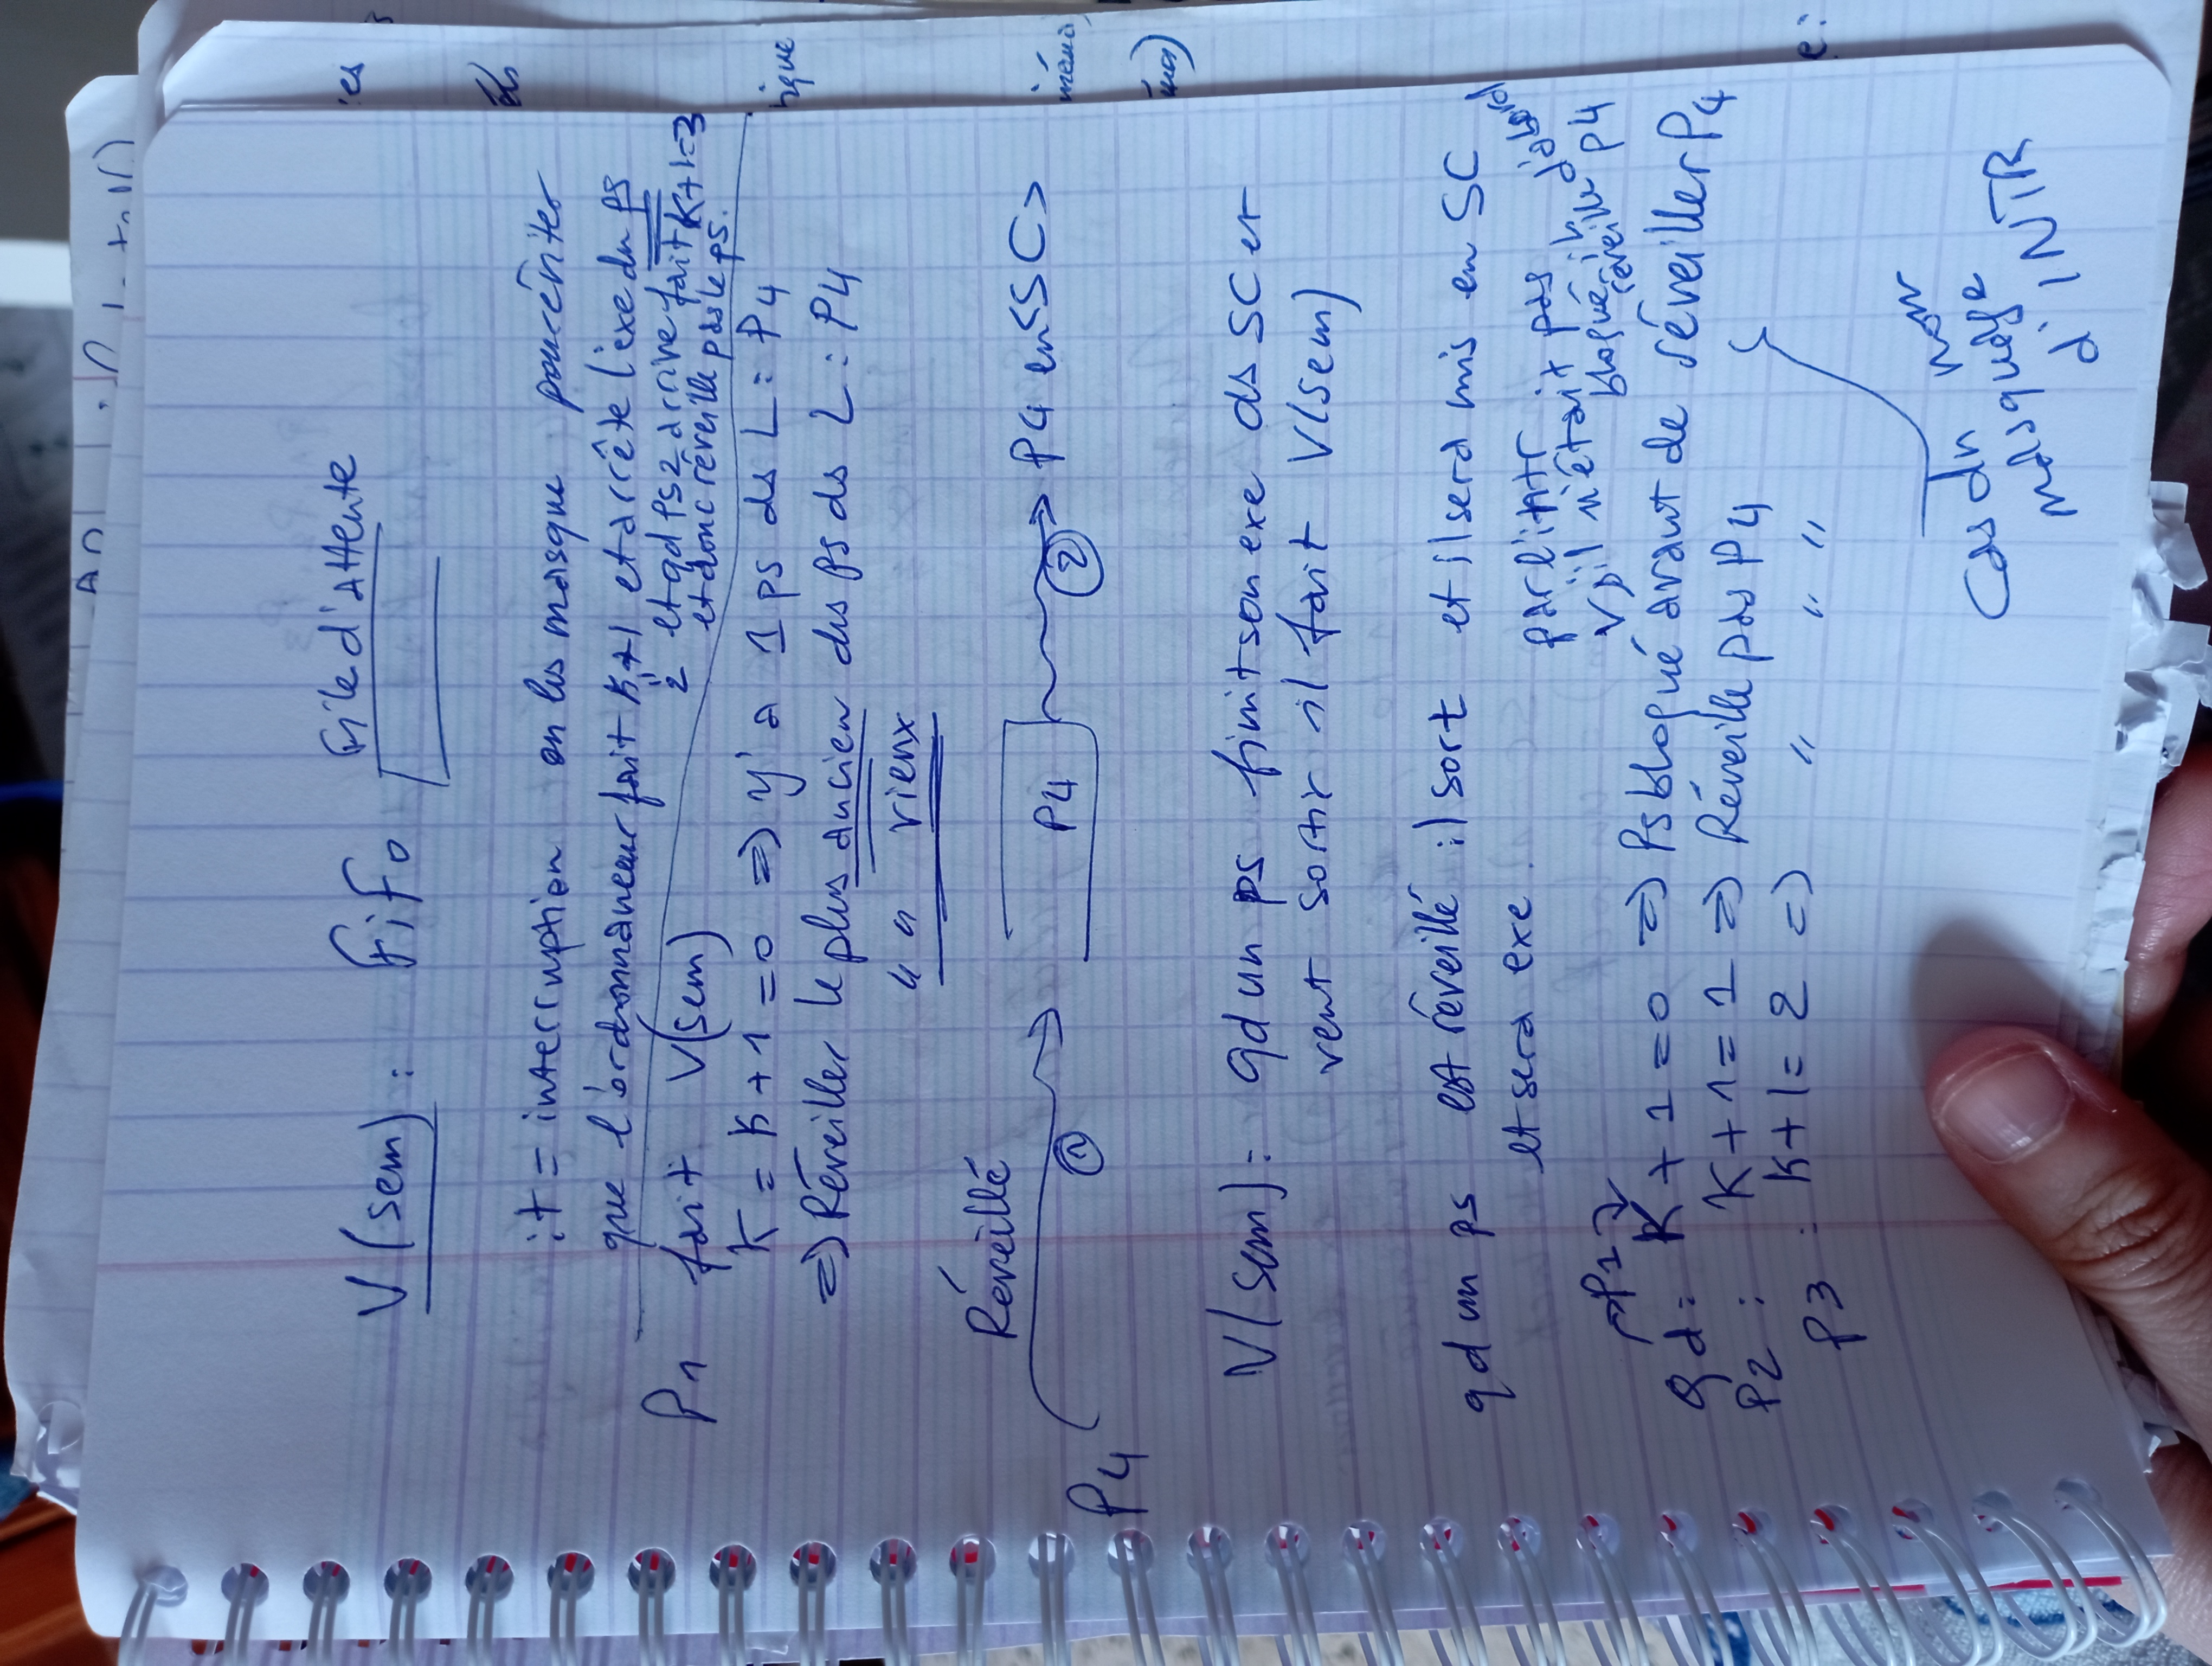 V(sem) : FiFo File d'Attente
it = interruption on les masque pour éviter
que l'ordonnanceur fait K+1 et arrête l'exe du ps
2 et qd ps2 arrive fait K+1=3
et donc réveille pas le ps.
P1 fait V(sem)
K = K + 1 = 0 => y'a 1 ps ds L : P4
=> Réveiller le plus ancien des ps ds L : P4
" " vieux
Réveillé
P4 1 P4 2 P4 en <SC>
V(sem) : qd un ps finit son exe ds SC et
veut sortir il fait V(sem)
qd un ps est réveillé il sort et il sera mis en SC
et sera exe
par l'intr
s'il n'était pas
bloqué il réveille d'abord
P4
P1
Qd : K + 1 = 0 => Ps bloqué avant de réveiller P4
P2 : K + 1 = 1 => Réveille pas P4
P3 : K + 1 = 2 => " " "
Cas du non
masquage
d'INTR
es
rique
e :